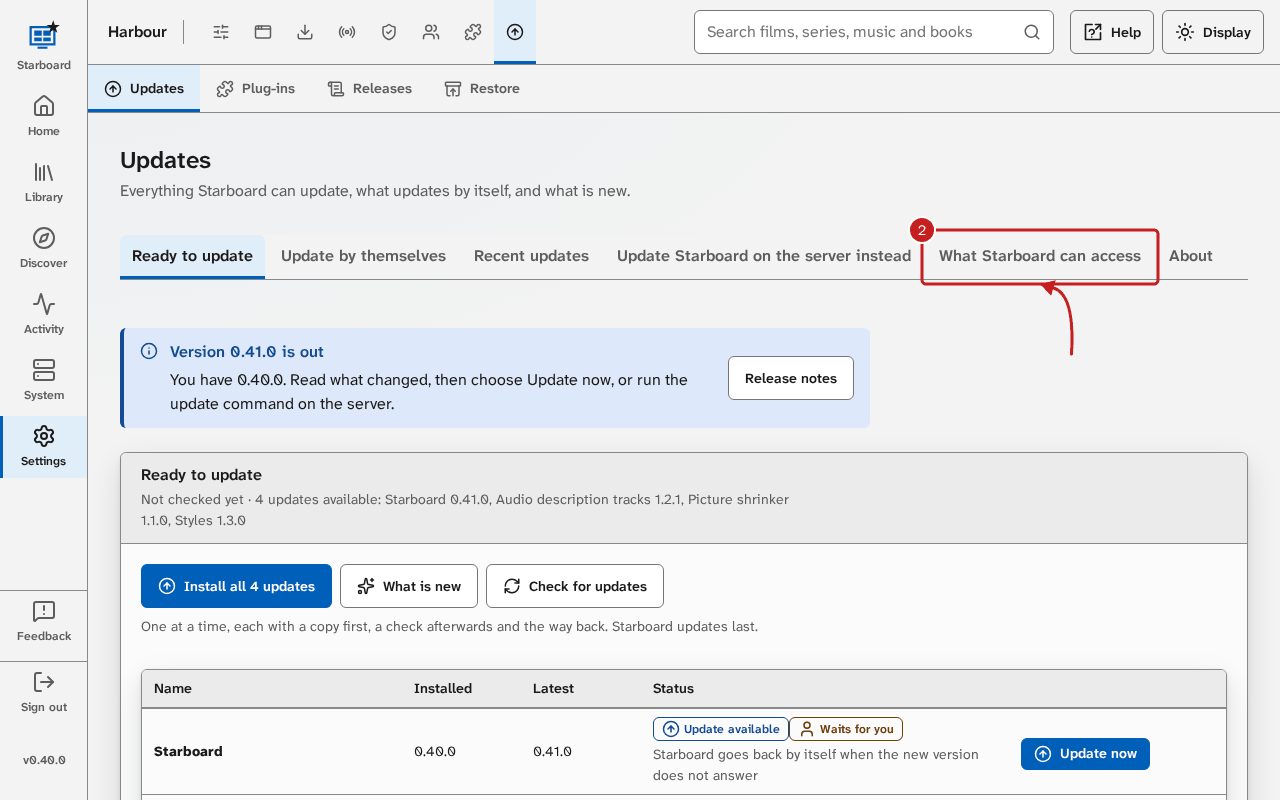 Starboard
Home
Library
Discover
Activity
System
Settings
Feedback
Sign out
v0.40.0
Harbour
Search films, series, music and books
Help
Display
Updates
Plug-ins
Releases
Restore
Updates
Everything Starboard can update, what updates by itself, and what is new.
Ready to update
Update by themselves
Recent updates
Update Starboard on the server instead
2
What Starboard can access
About
Version 0.41.0 is out
You have 0.40.0. Read what changed, then choose Update now, or run the
update command on the server.
Release notes
Ready to update
Not checked yet · 4 updates available: Starboard 0.41.0, Audio description tracks 1.2.1, Picture shrinker
1.1.0, Styles 1.3.0
Install all 4 updates
What is new
Check for updates
One at a time, each with a copy first, a check afterwards and the way back. Starboard updates last.
Name Installed Latest Status
Update available
Waits for you
Starboard 0.40.0 0.41.0
Starboard goes back by itself when the new version
does not answer
Update now